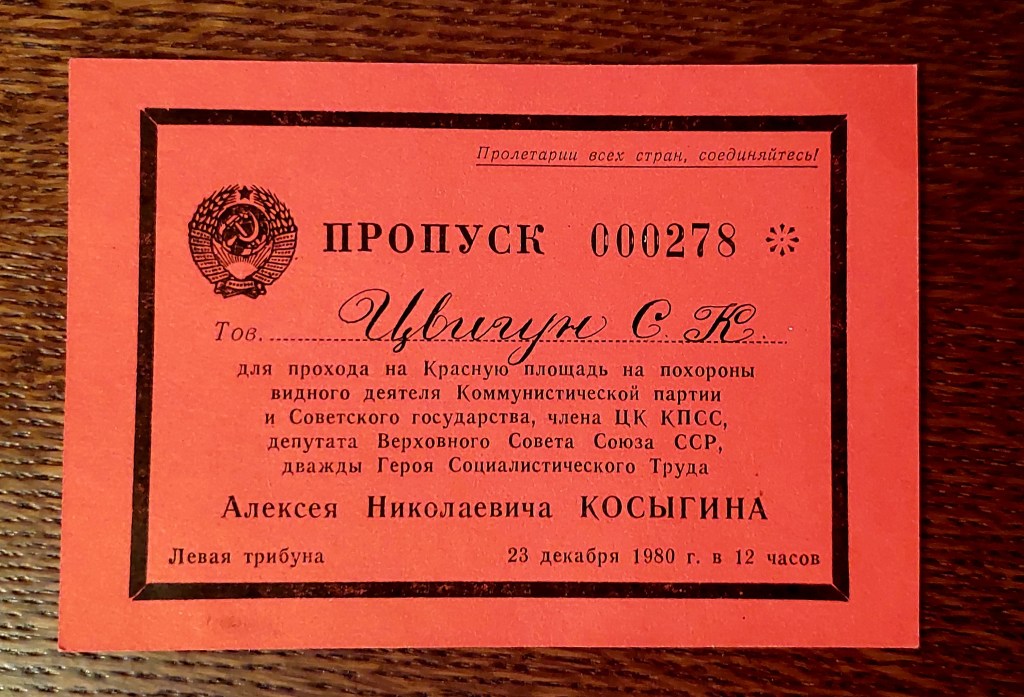 Пролетарии всех стран, соединяйтесь!
ПРОПУСК 000278
Тов. Цвигун С. К.
для прохода на Красную площадь на похороны
видного деятеля Коммунистической партии
и Советского государства, члена ЦК КПСС,
депутата Верховного Совета Союза ССР,
дважды Героя Социалистического Труда
Алексея Николаевича КОСЫГИНА
Левая трибуна 23 декабря 1980 г. в 12 часов